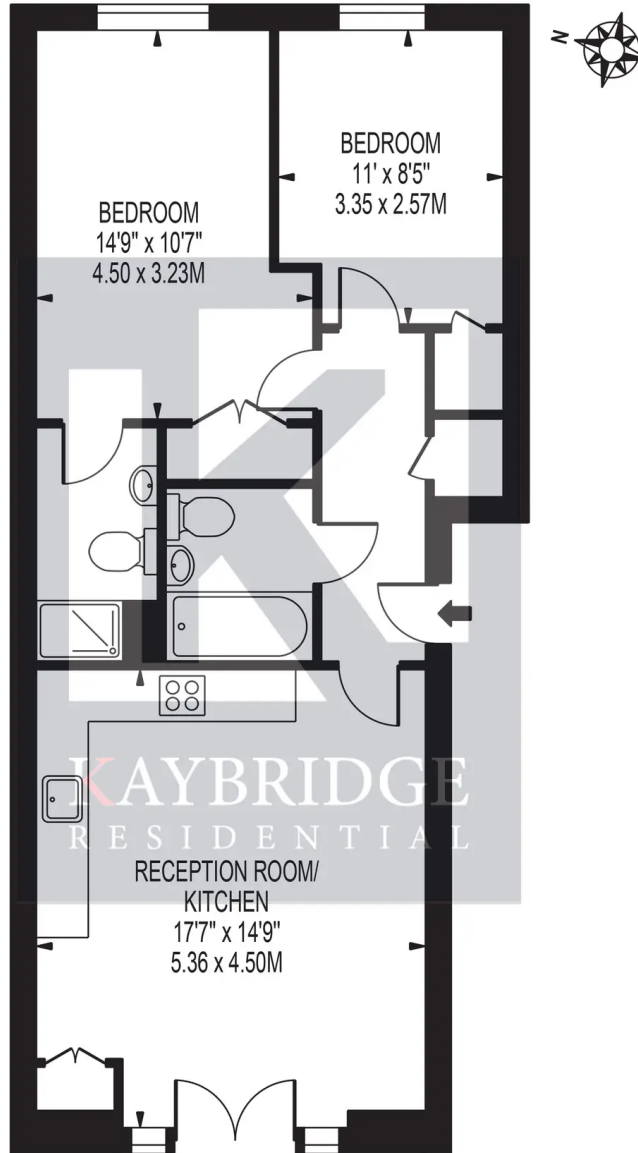 N
BEDROOM
11' x 8'5"
3.35 x 2.57M
BEDROOM
14'9" x 10'7"
4.50 x 3.23M
KAYBRIDGE
RESIDENTIAL
RECEPTION ROOM/
KITCHEN
17'7" x 14'9"
5.36 x 4.50M